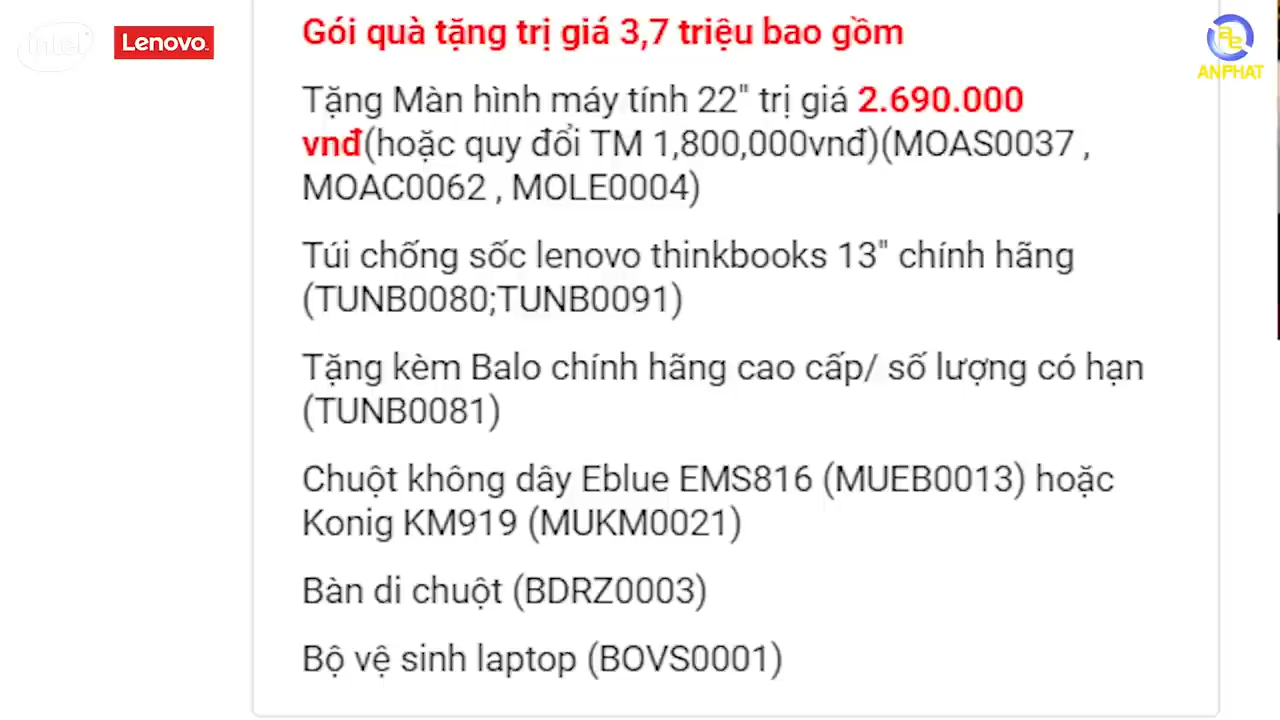 intel
Lenovo
ANPHAT
Gói quà tặng trị giá 3,7 triệu bao gồm
Tặng Màn hình máy tính 22" trị giá 2.690.000
vnđ(hoặc quy đổi TM 1,800,000vnđ)(MOAS0037 ,
MOAC0062 , MOLE0004)
Túi chống sốc lenovo thinkbooks 13" chính hãng
(TUNB0080;TUNB0091)
Tặng kèm Balo chính hãng cao cấp/ số lượng có hạn
(TUNB0081)
Chuột không dây Eblue EMS816 (MUEB0013) hoặc
Konig KM919 (MUKM0021)
Bàn di chuột (BDRZ0003)
Bộ vệ sinh laptop (BOVS0001)